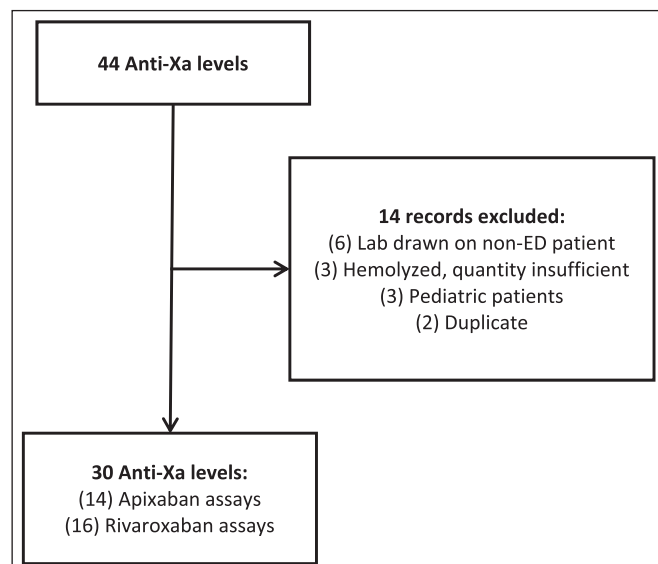 44 Anti-Xa levels
14 records excluded:
(6) Lab drawn on non-ED patient
(3) Hemolyzed, quantity insufficient
(3) Pediatric patients
(2) Duplicate
30 Anti-Xa levels:
(14) Apixaban assays
(16) Rivaroxaban assays